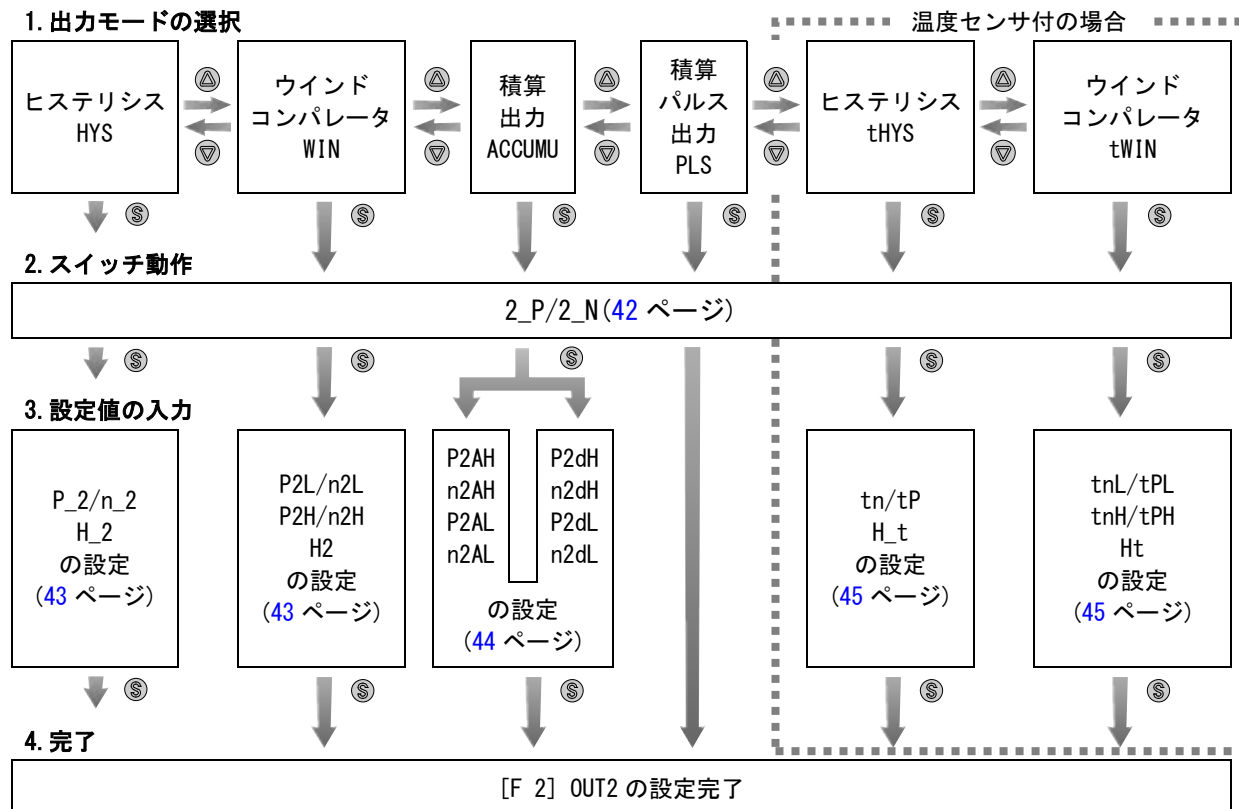 1. 出力モードの選択
温度センサ付の場合
ヒステリシス
HYS
ウインド
コンパレータ
WIN
積算
出力
ACCUMU
積算
パルス
出力
PLS
ヒステリシス
tHYS
ウインド
コンパレータ
tWIN
S S S S S S
2. スイッチ動作
2_P/2_N(42 ページ)
S S S S S
3. 設定値の入力
P_2/n_2
H_2
の設定
(43 ページ)
P2L/n2L
P2H/n2H
H2
の設定
(43 ページ)
P2AH
n2AH
P2AL
n2AL
P2dH
n2dH
P2dL
n2dL
の設定
(44 ページ)
tn/tP
H_t
の設定
(45 ページ)
tnL/tPL
tnH/tPH
Ht
の設定
(45 ページ)
S S S S S
4. 完了
[F 2] OUT2 の設定完了